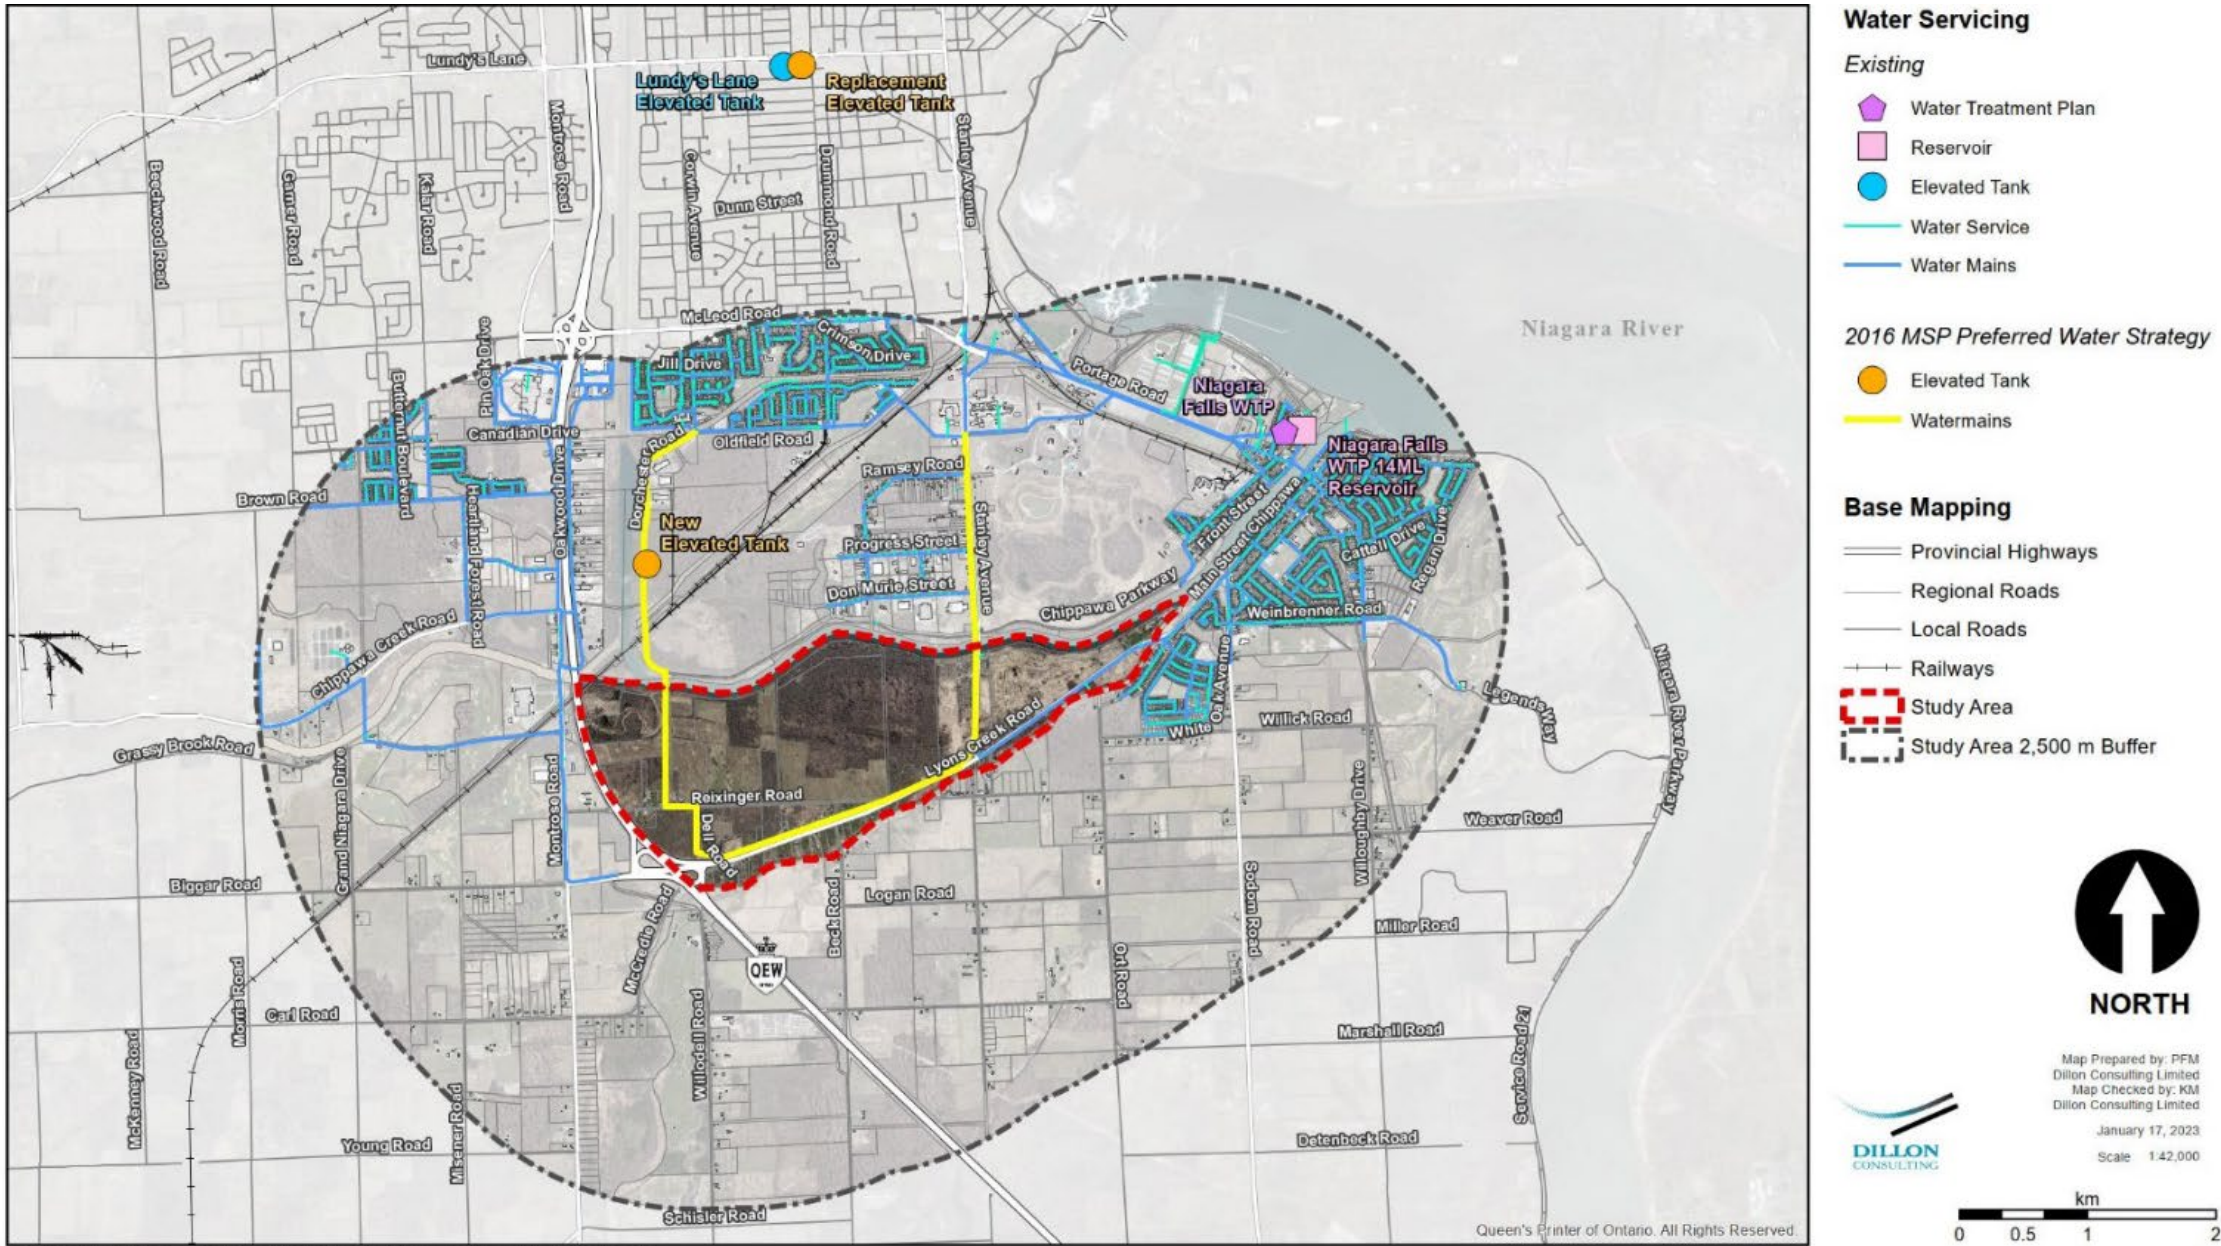 Lundy's Lane
Lundy's Lane
Elevated Tank
Replacement
Elevated Tank
Montrose Road
Stanley Avenue
Beechwood Road
Garner Road
Kalar Road
Corwin Avenue
Drummond Road
Dunn Street
McLeod Road
Crimson Drive
Pin Oak Drive
Jill Drive
Portage Road
Niagara River
Niagara
Falls WTP
Butternut Boulevard
Canadian Drive
Dorchester Road
Oldfield Road
Niagara Falls
WTP 14ML
Reservoir
Ramsey Road
Brown Road
Heartland Forest Road
Oakwood Drive
New
Elevated Tank
Stanley Avenue
Front Street
Main Street Chippawa
Cattell Drive
Regan Drive
Progress Street
Don Murie Street
Chippawa Parkway
Weinbrenner Road
Chippawa Creek Road
Oak Avenue
Legends Way
Niagara River Parkway
Willick Road
White
Grassy Brook Road
Lyons Creek Road
Grand Niagara Drive
Montrose Road
Reixinger Road
Dell Road
Willoughby Drive
Weaver Road
Biggar Road
Logan Road
Beck Road
Sodom Road
McCredie Road
Miller Road
QEW
Ort Road
Morris Road
Carl Road
Willodell Road
Marshall Road
Service Road 21
McKenney Road
Misener Road
Young Road
Detenbeck Road
Schisler Road
Queen's Printer of Ontario. All Rights Reserved.
Water Servicing
Existing
Water Treatment Plan
Reservoir
Elevated Tank
Water Service
Water Mains
2016 MSP Preferred Water Strategy
Elevated Tank
Watermains
Base Mapping
Provincial Highways
Regional Roads
Local Roads
Railways
Study Area
Study Area 2,500 m Buffer
NORTH
Map Prepared by: PFM
Dillon Consulting Limited
Map Checked by: KM
Dillon Consulting Limited
January 17, 2023
Scale 1:42,000
DILLON
CONSULTING
km
0 0.5 1 2